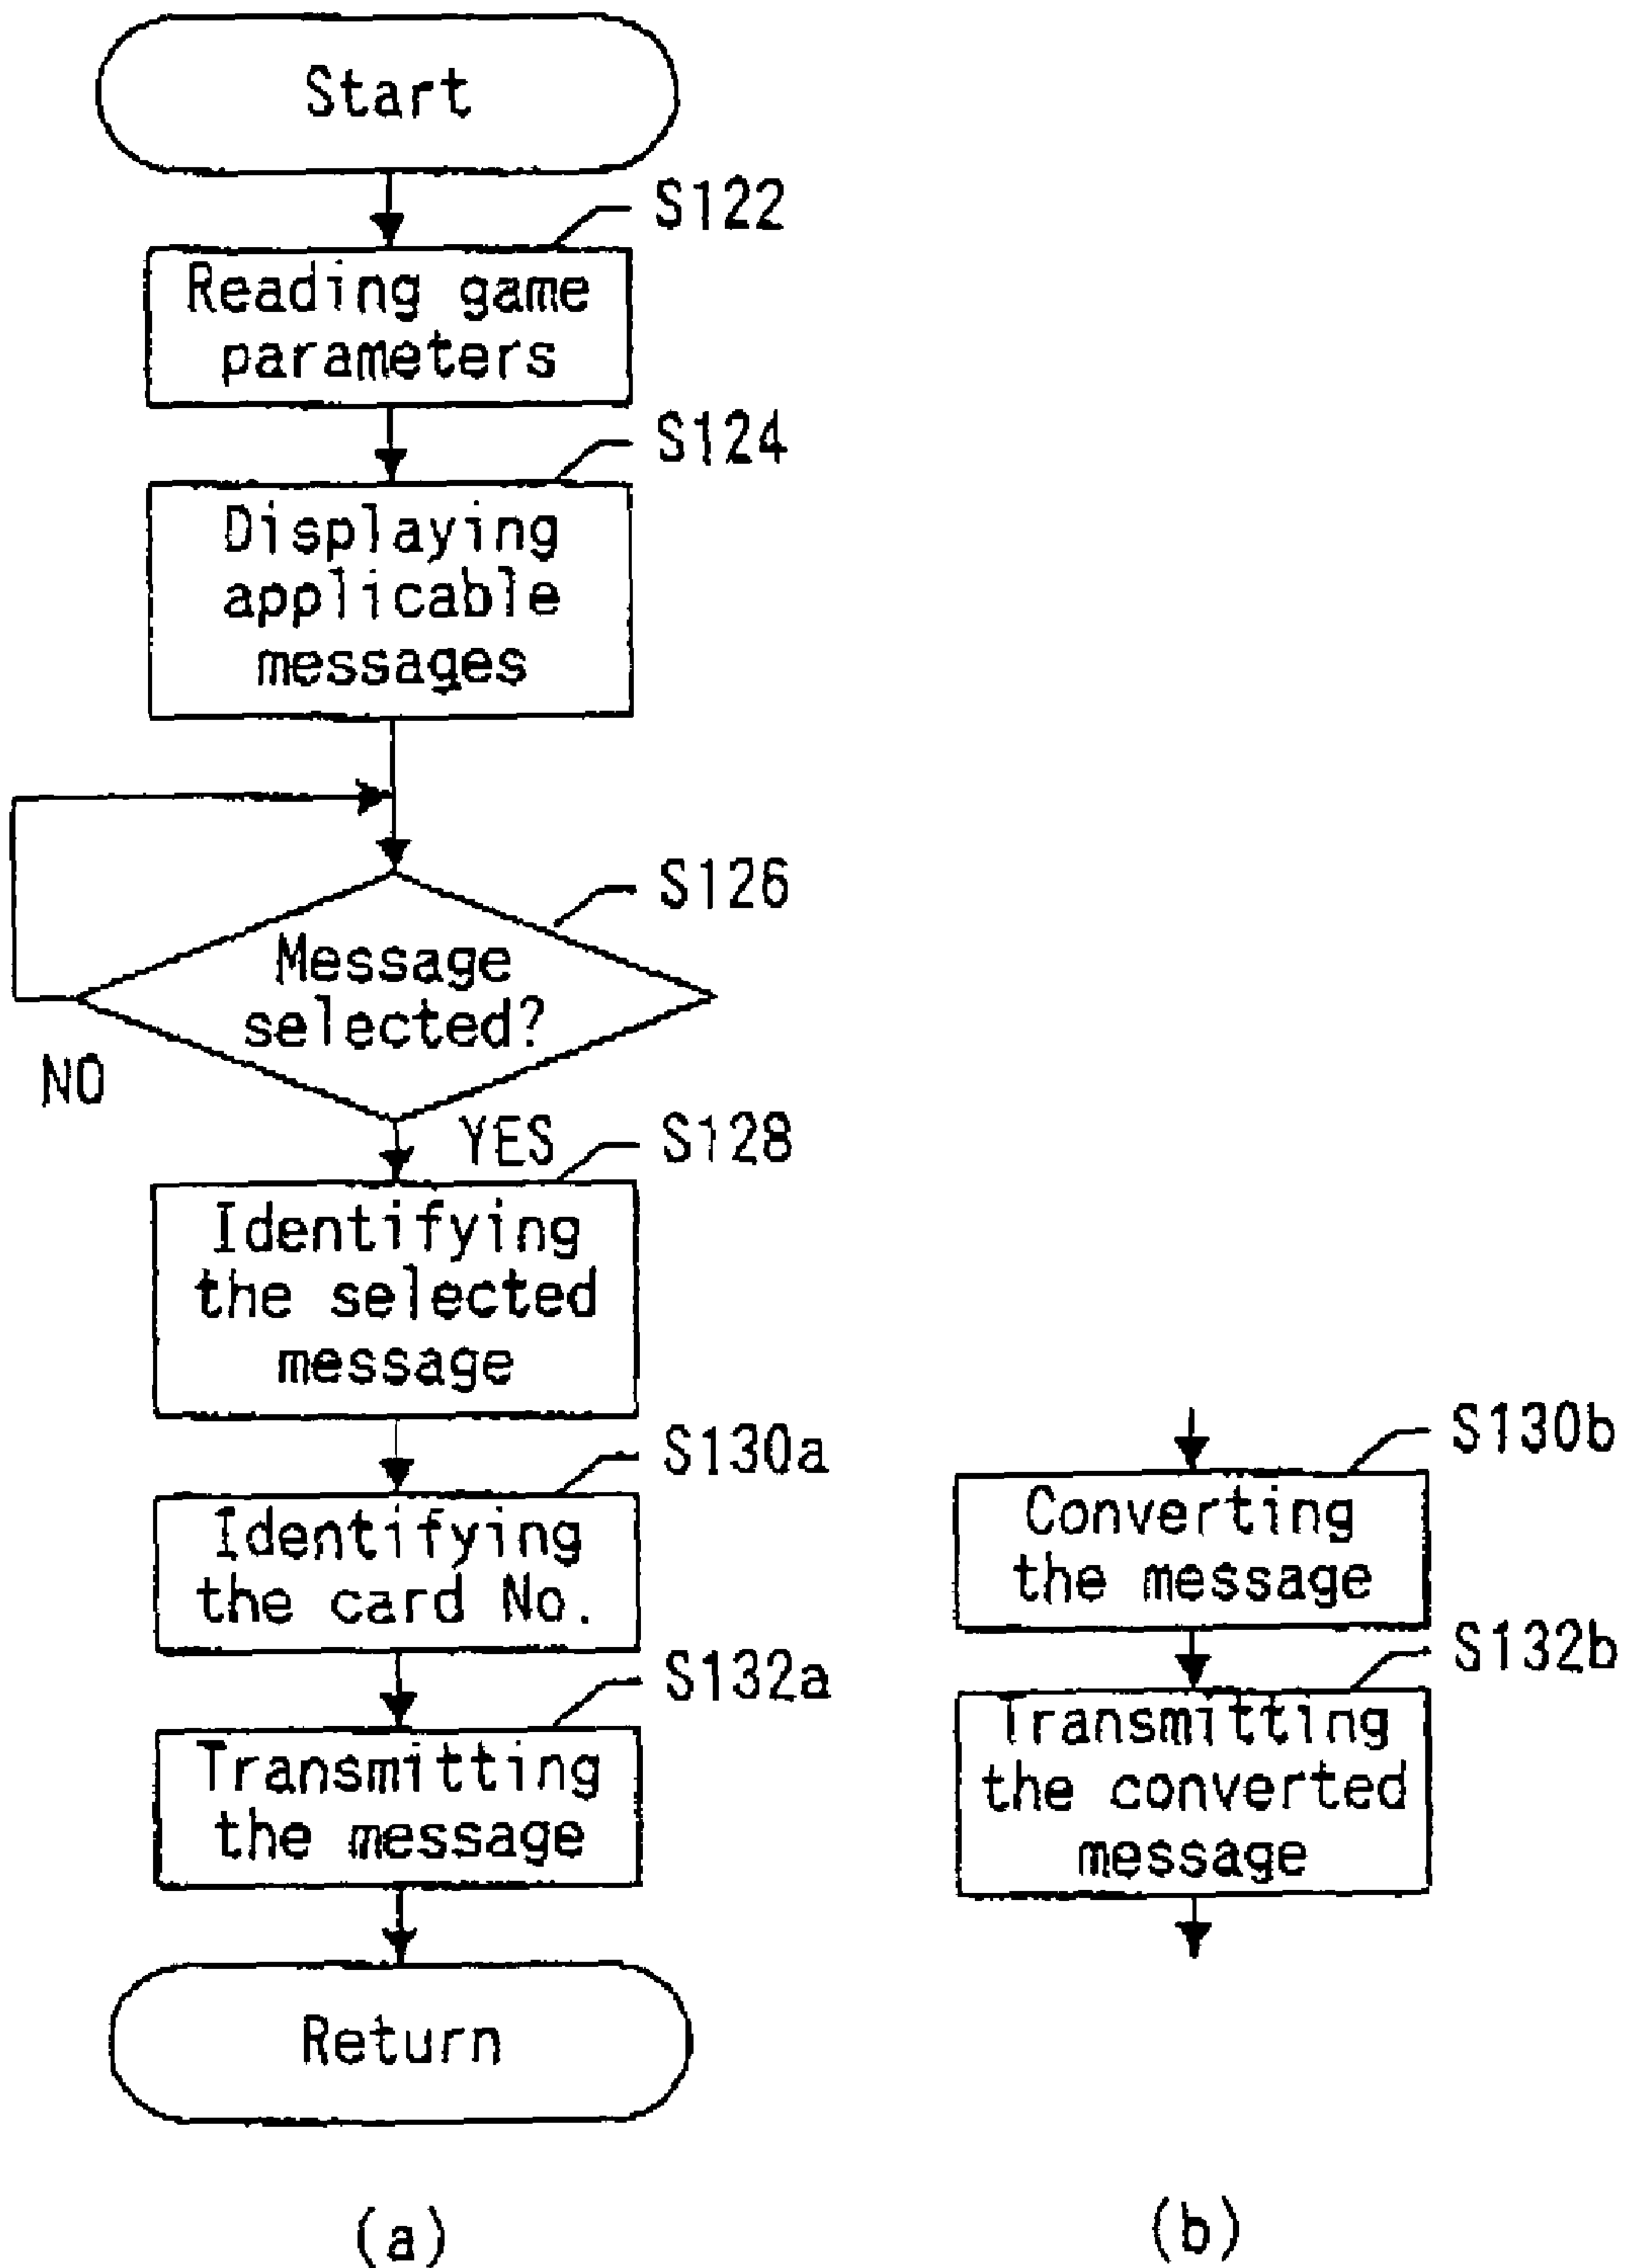 Start
S122
Reading game
parameters
S124
Displaying
applicable
messages
S126
Message
selected?
NO
YES
S128
Identifying
the selected
message
S130a
Identifying
the card No.
S132a
Transmitting
the message
Return
(a)
S130b
Converting
the message
S132b
Transmitting
the converted
message
(b)